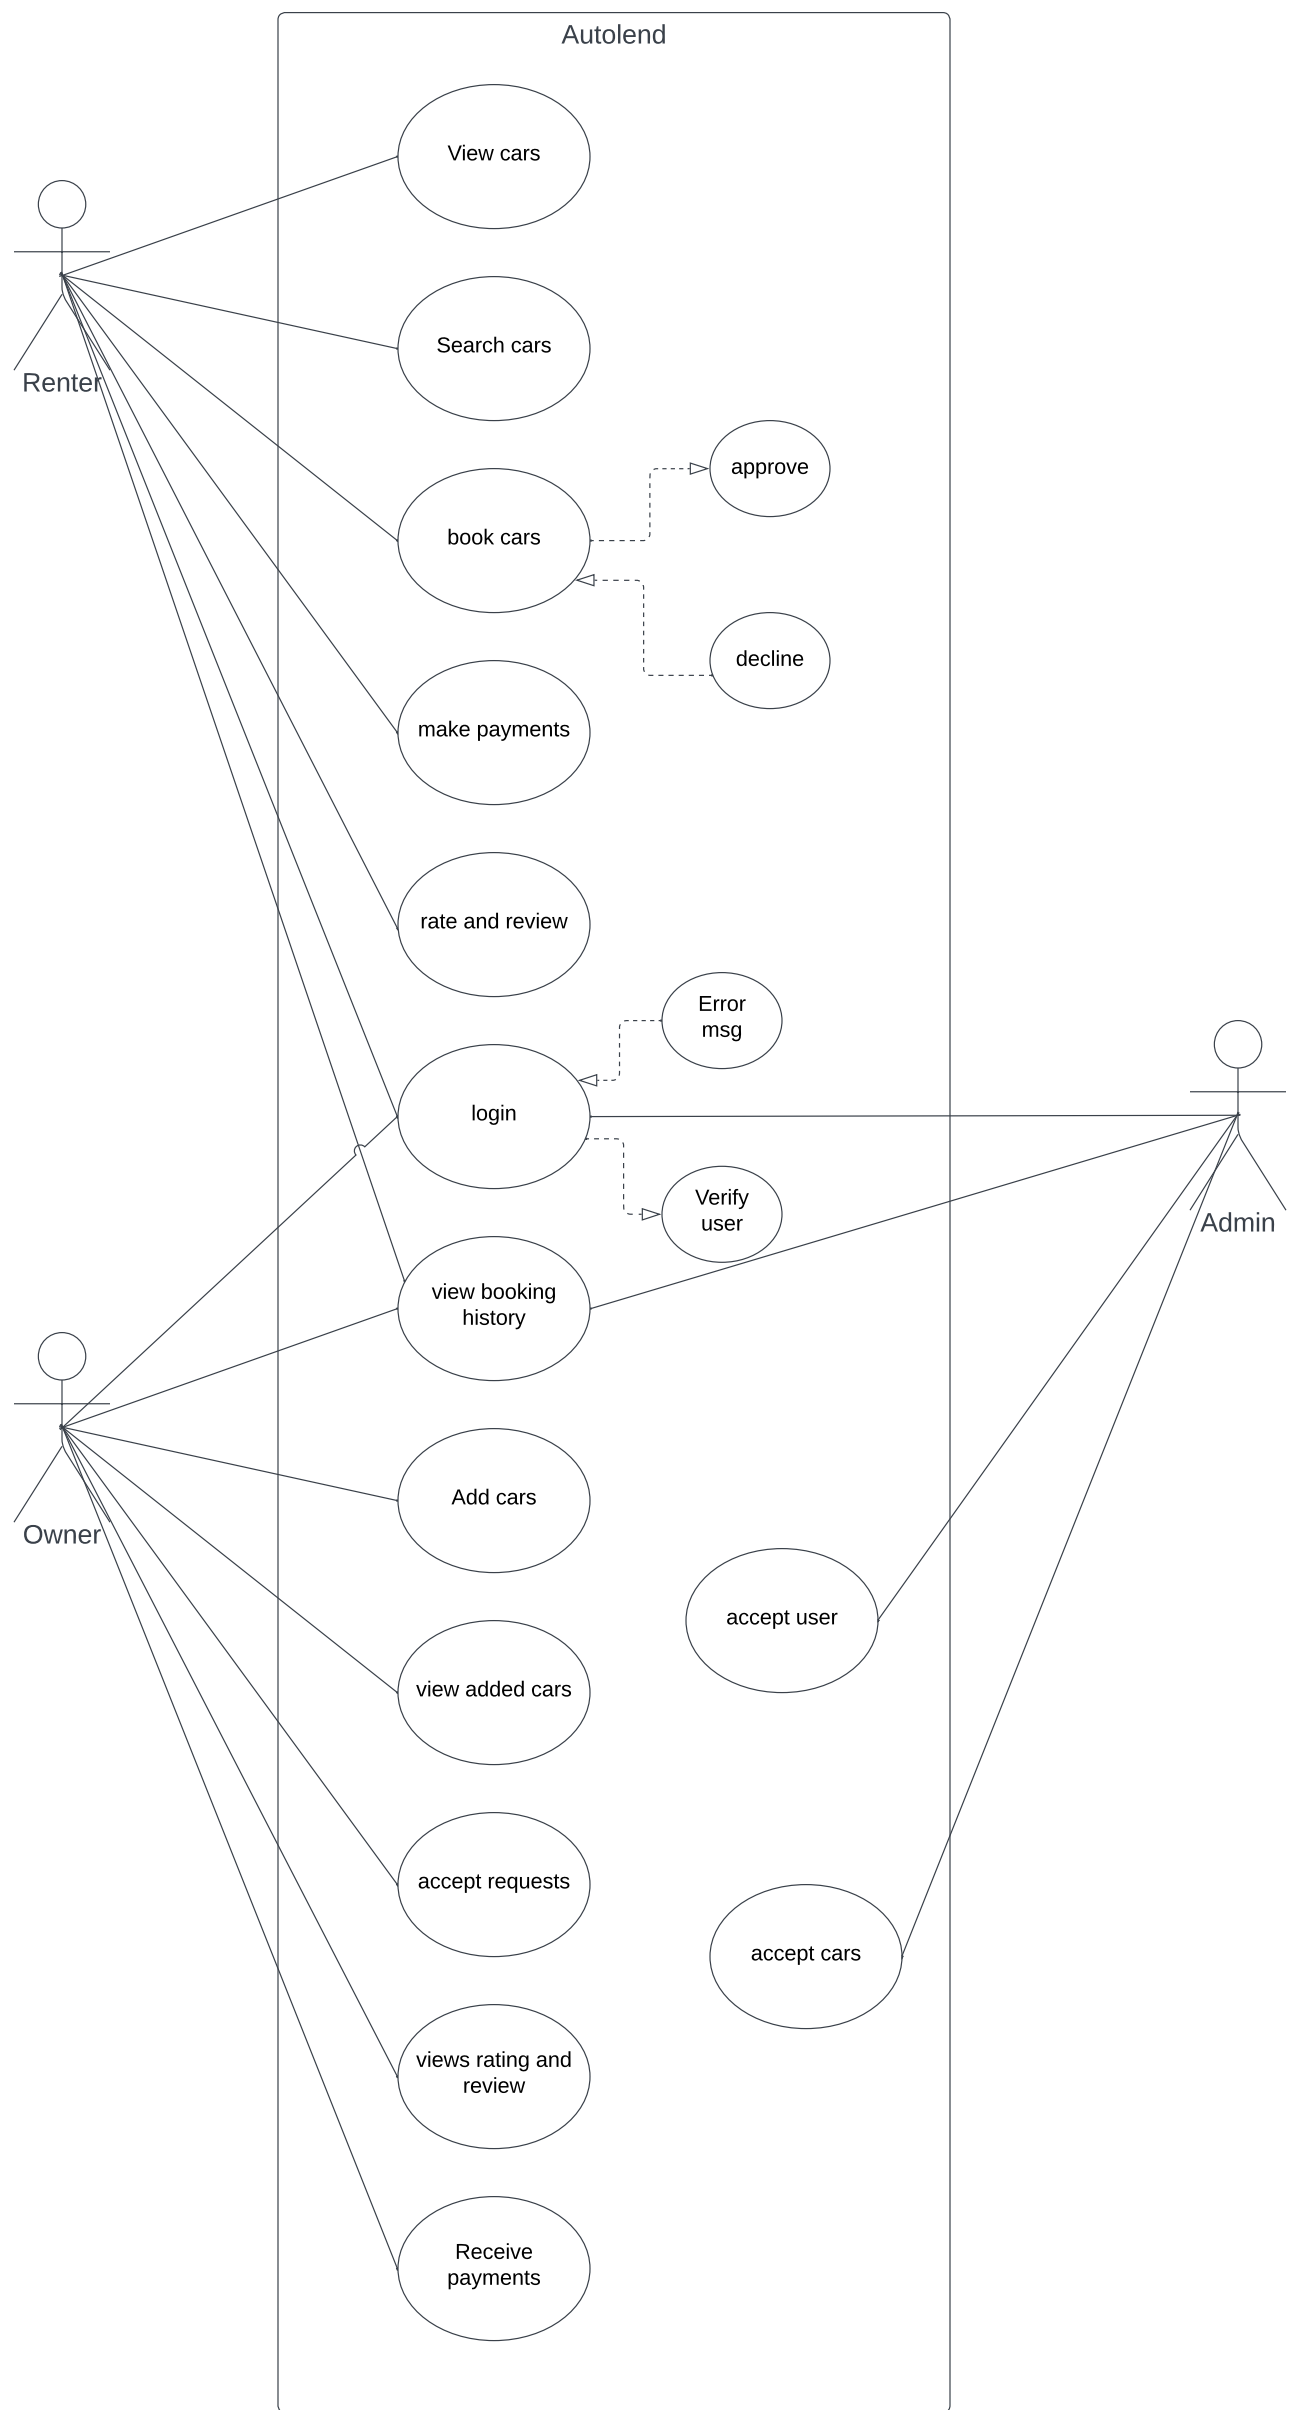 Autolend
View cars
Renter
Search cars
approve
book cars
decline
make payments
rate and review
Error
msg
login
Verify
user
Admin
view booking
history
Owner
Add cars
accept user
view added cars
accept requests
accept cars
views rating and
review
Receive
payments